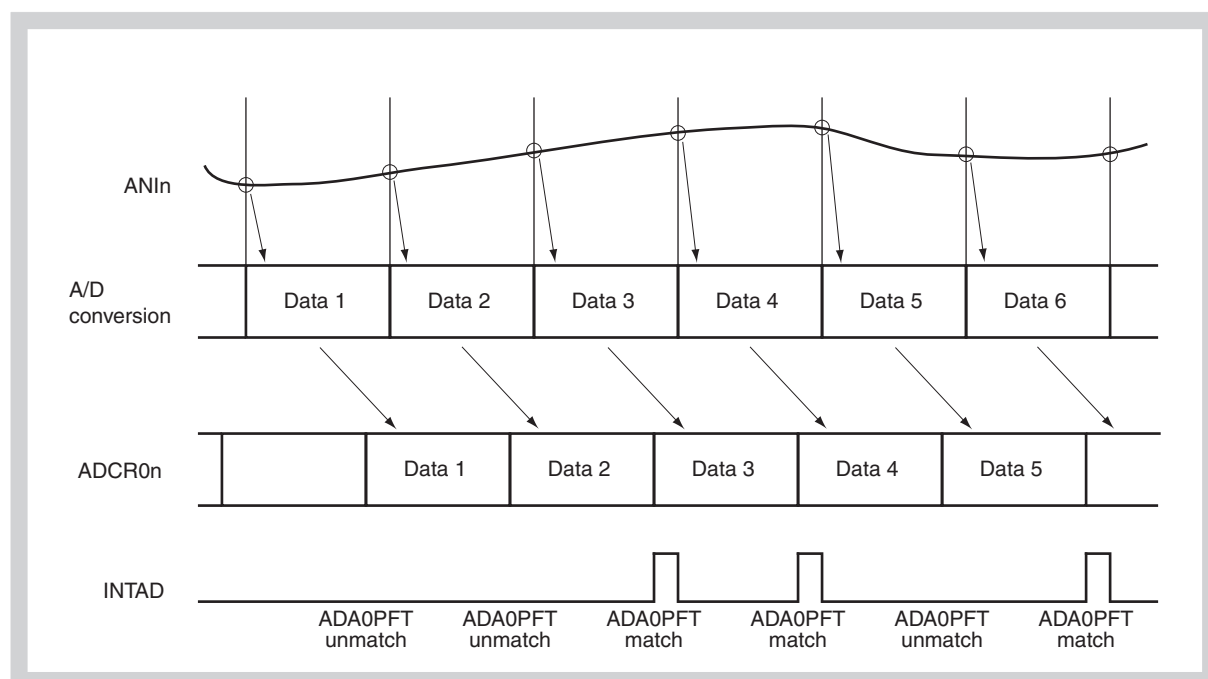 ANIn
A/D
conversion
Data 1
Data 2
Data 3
Data 4
Data 5
Data 6
ADCR0n
Data 1
Data 2
Data 3
Data 4
Data 5
INTAD
ADA0PFT
unmatch
ADA0PFT
unmatch
ADA0PFT
match
ADA0PFT
match
ADA0PFT
unmatch
ADA0PFT
match